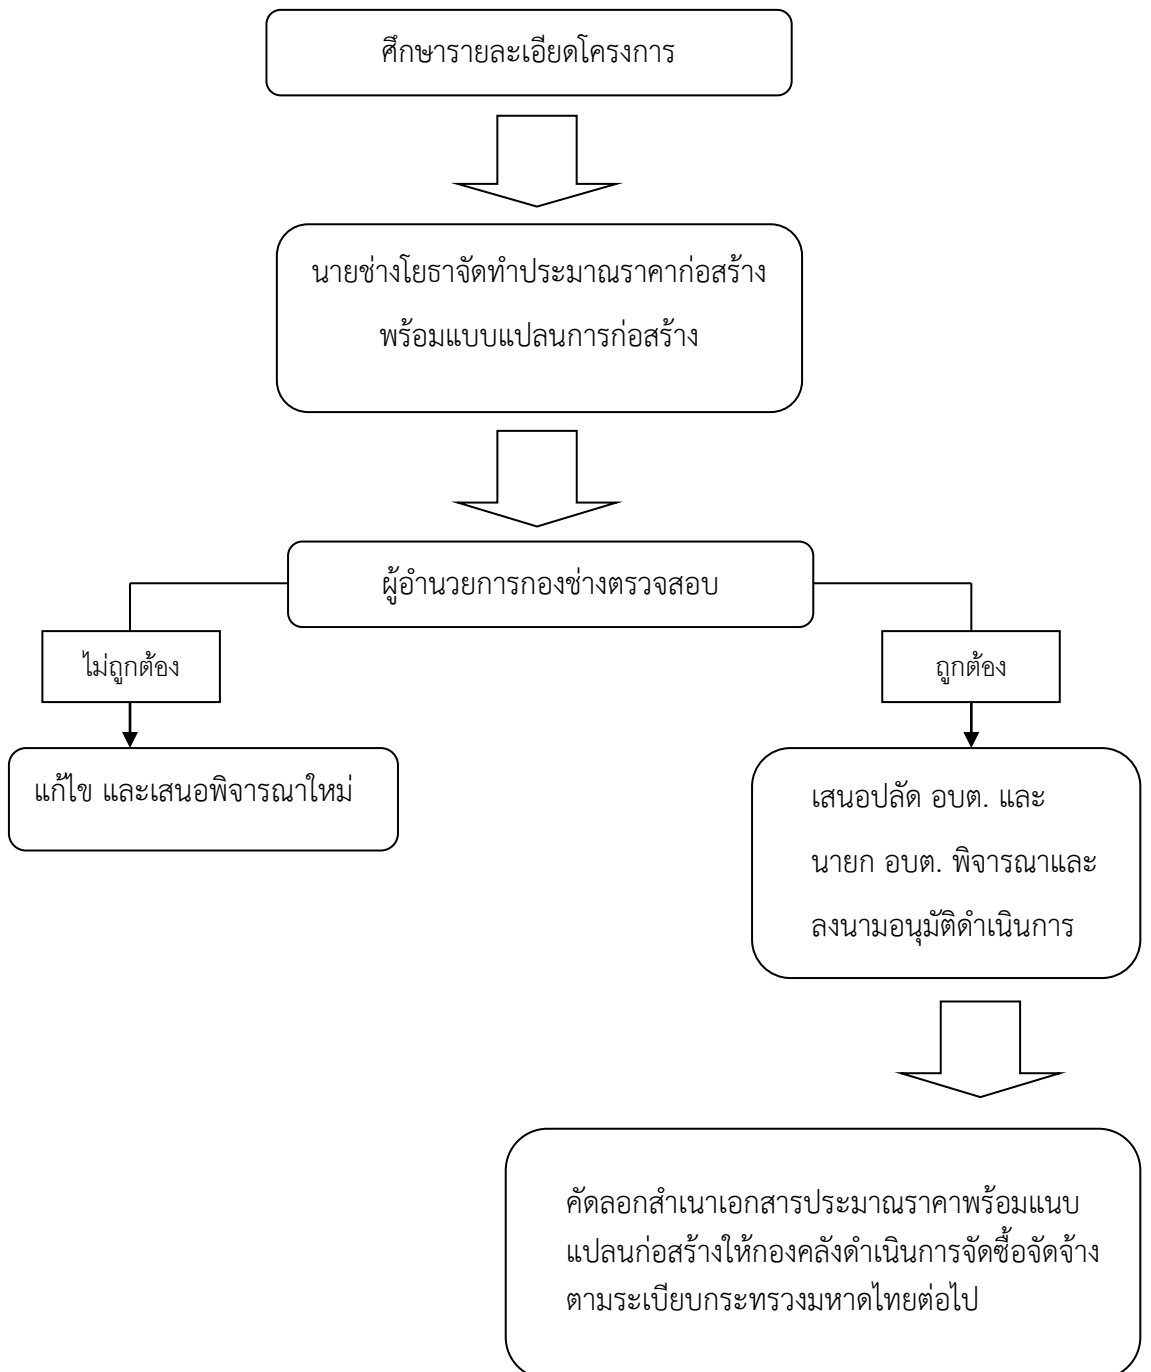 ศึกษารายละเอียดโครงการ
นายช่างโยธาจัดทำประมาณราคาก่อสร้าง
พร้อมแบบแปลนการก่อสร้าง
ผู้อำนวยการกองช่างตรวจสอบ
ไม่ถูกต้อง
ถูกต้อง
แก้ไข และเสนอพิจารณาใหม่
เสนอปลัด อบต. และ
นายก อบต. พิจารณาและ
ลงนามอนุมัติดำเนินการ
คัดลอกสำเนาเอกสารประมาณราคาพร้อมแนบ
แปลนก่อสร้างให้กองคลังดำเนินการจัดซื้อจัดจ้าง
ตามระเบียบกระทรวงมหาดไทยต่อไป